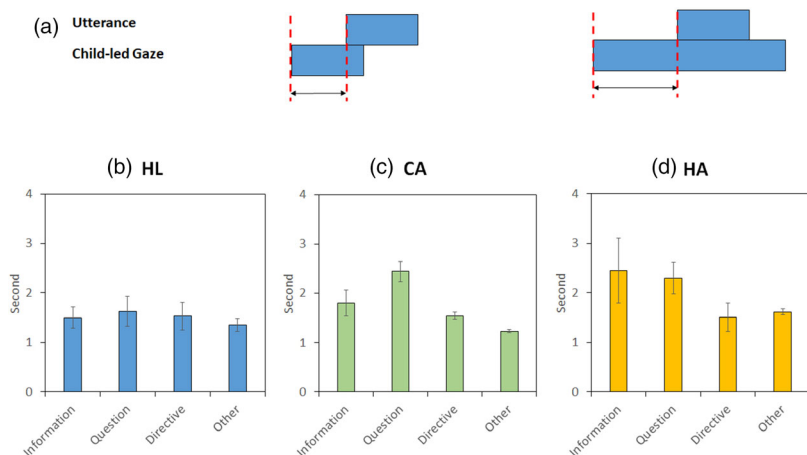 (a) Utterance
Child-led Gaze
(b) HL
4
3
2
1
0
Second
Information
Question
Directive
Other
(c) CA
4
3
2
1
0
Second
Information
Question
Directive
Other
(d) HA
4
3
2
1
0
Second
Information
Question
Directive
Other